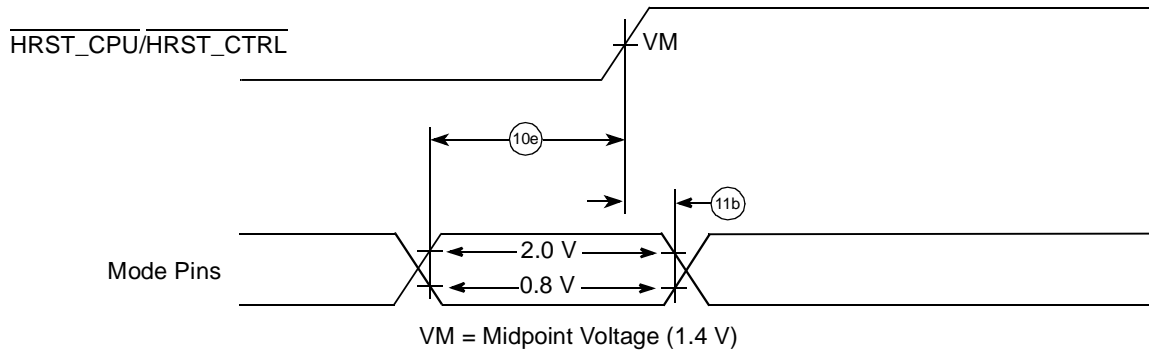 HRST_CPU/HRST_CTRL
VM
10e
11b
2.0 V
Mode Pins
0.8 V
VM = Midpoint Voltage (1.4 V)